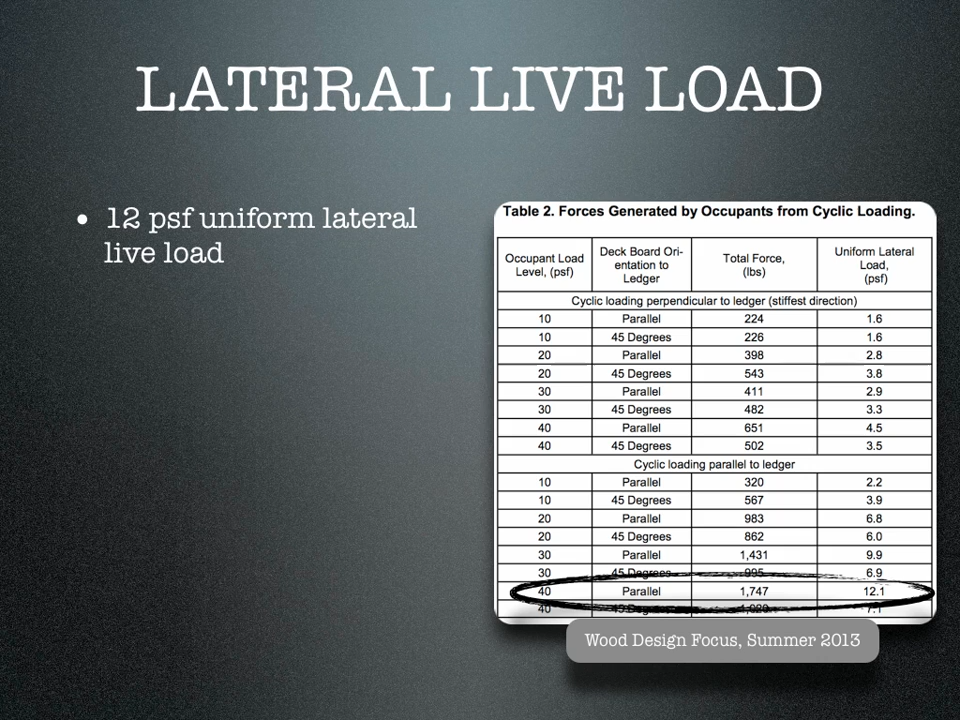 LATERAL LIVE LOAD
• 12 psf uniform lateral
live load
Table 2. Forces Generated by Occupants from Cyclic Loading.
Occupant Load Level, (psf) Deck Board Ori-entation to Ledger Total Force, (lbs) Uniform Lateral Load, (psf)
Cyclic loading perpendicular to ledger (stiffest direction)
10 Parallel 224 1.6
10 45 Degrees 226 1.6
20 Parallel 398 2.8
20 45 Degrees 543 3.8
30 Parallel 411 2.9
30 45 Degrees 482 3.3
40 Parallel 651 4.5
40 45 Degrees 502 3.5
Cyclic loading parallel to ledger
10 Parallel 320 2.2
10 45 Degrees 567 3.9
20 Parallel 983 6.8
20 45 Degrees 862 6.0
30 Parallel 1,431 9.9
30 45 Degrees 995 6.9
40 Parallel 1,747 12.1
40 45 Degrees 7.1
Wood Design Focus, Summer 2013